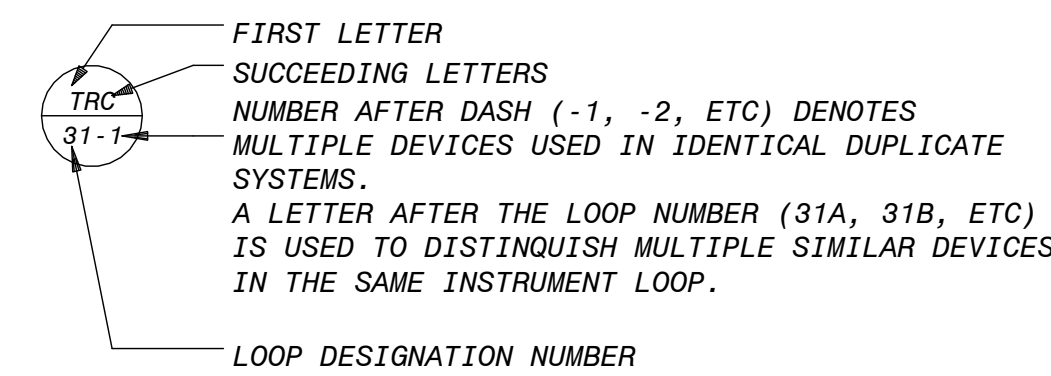 FIRST LETTER
SUCCEEDING LETTERS
TRC
NUMBER AFTER DASH (-1, -2, ETC) DENOTES
31-1
MULTIPLE DEVICES USED IN IDENTICAL DUPLICATE
SYSTEMS.
A LETTER AFTER THE LOOP NUMBER (31A, 31B, ETC)
IS USED TO DISTINQUISH MULTIPLE SIMILAR DEVICES
IN THE SAME INSTRUMENT LOOP.
LOOP DESIGNATION NUMBER